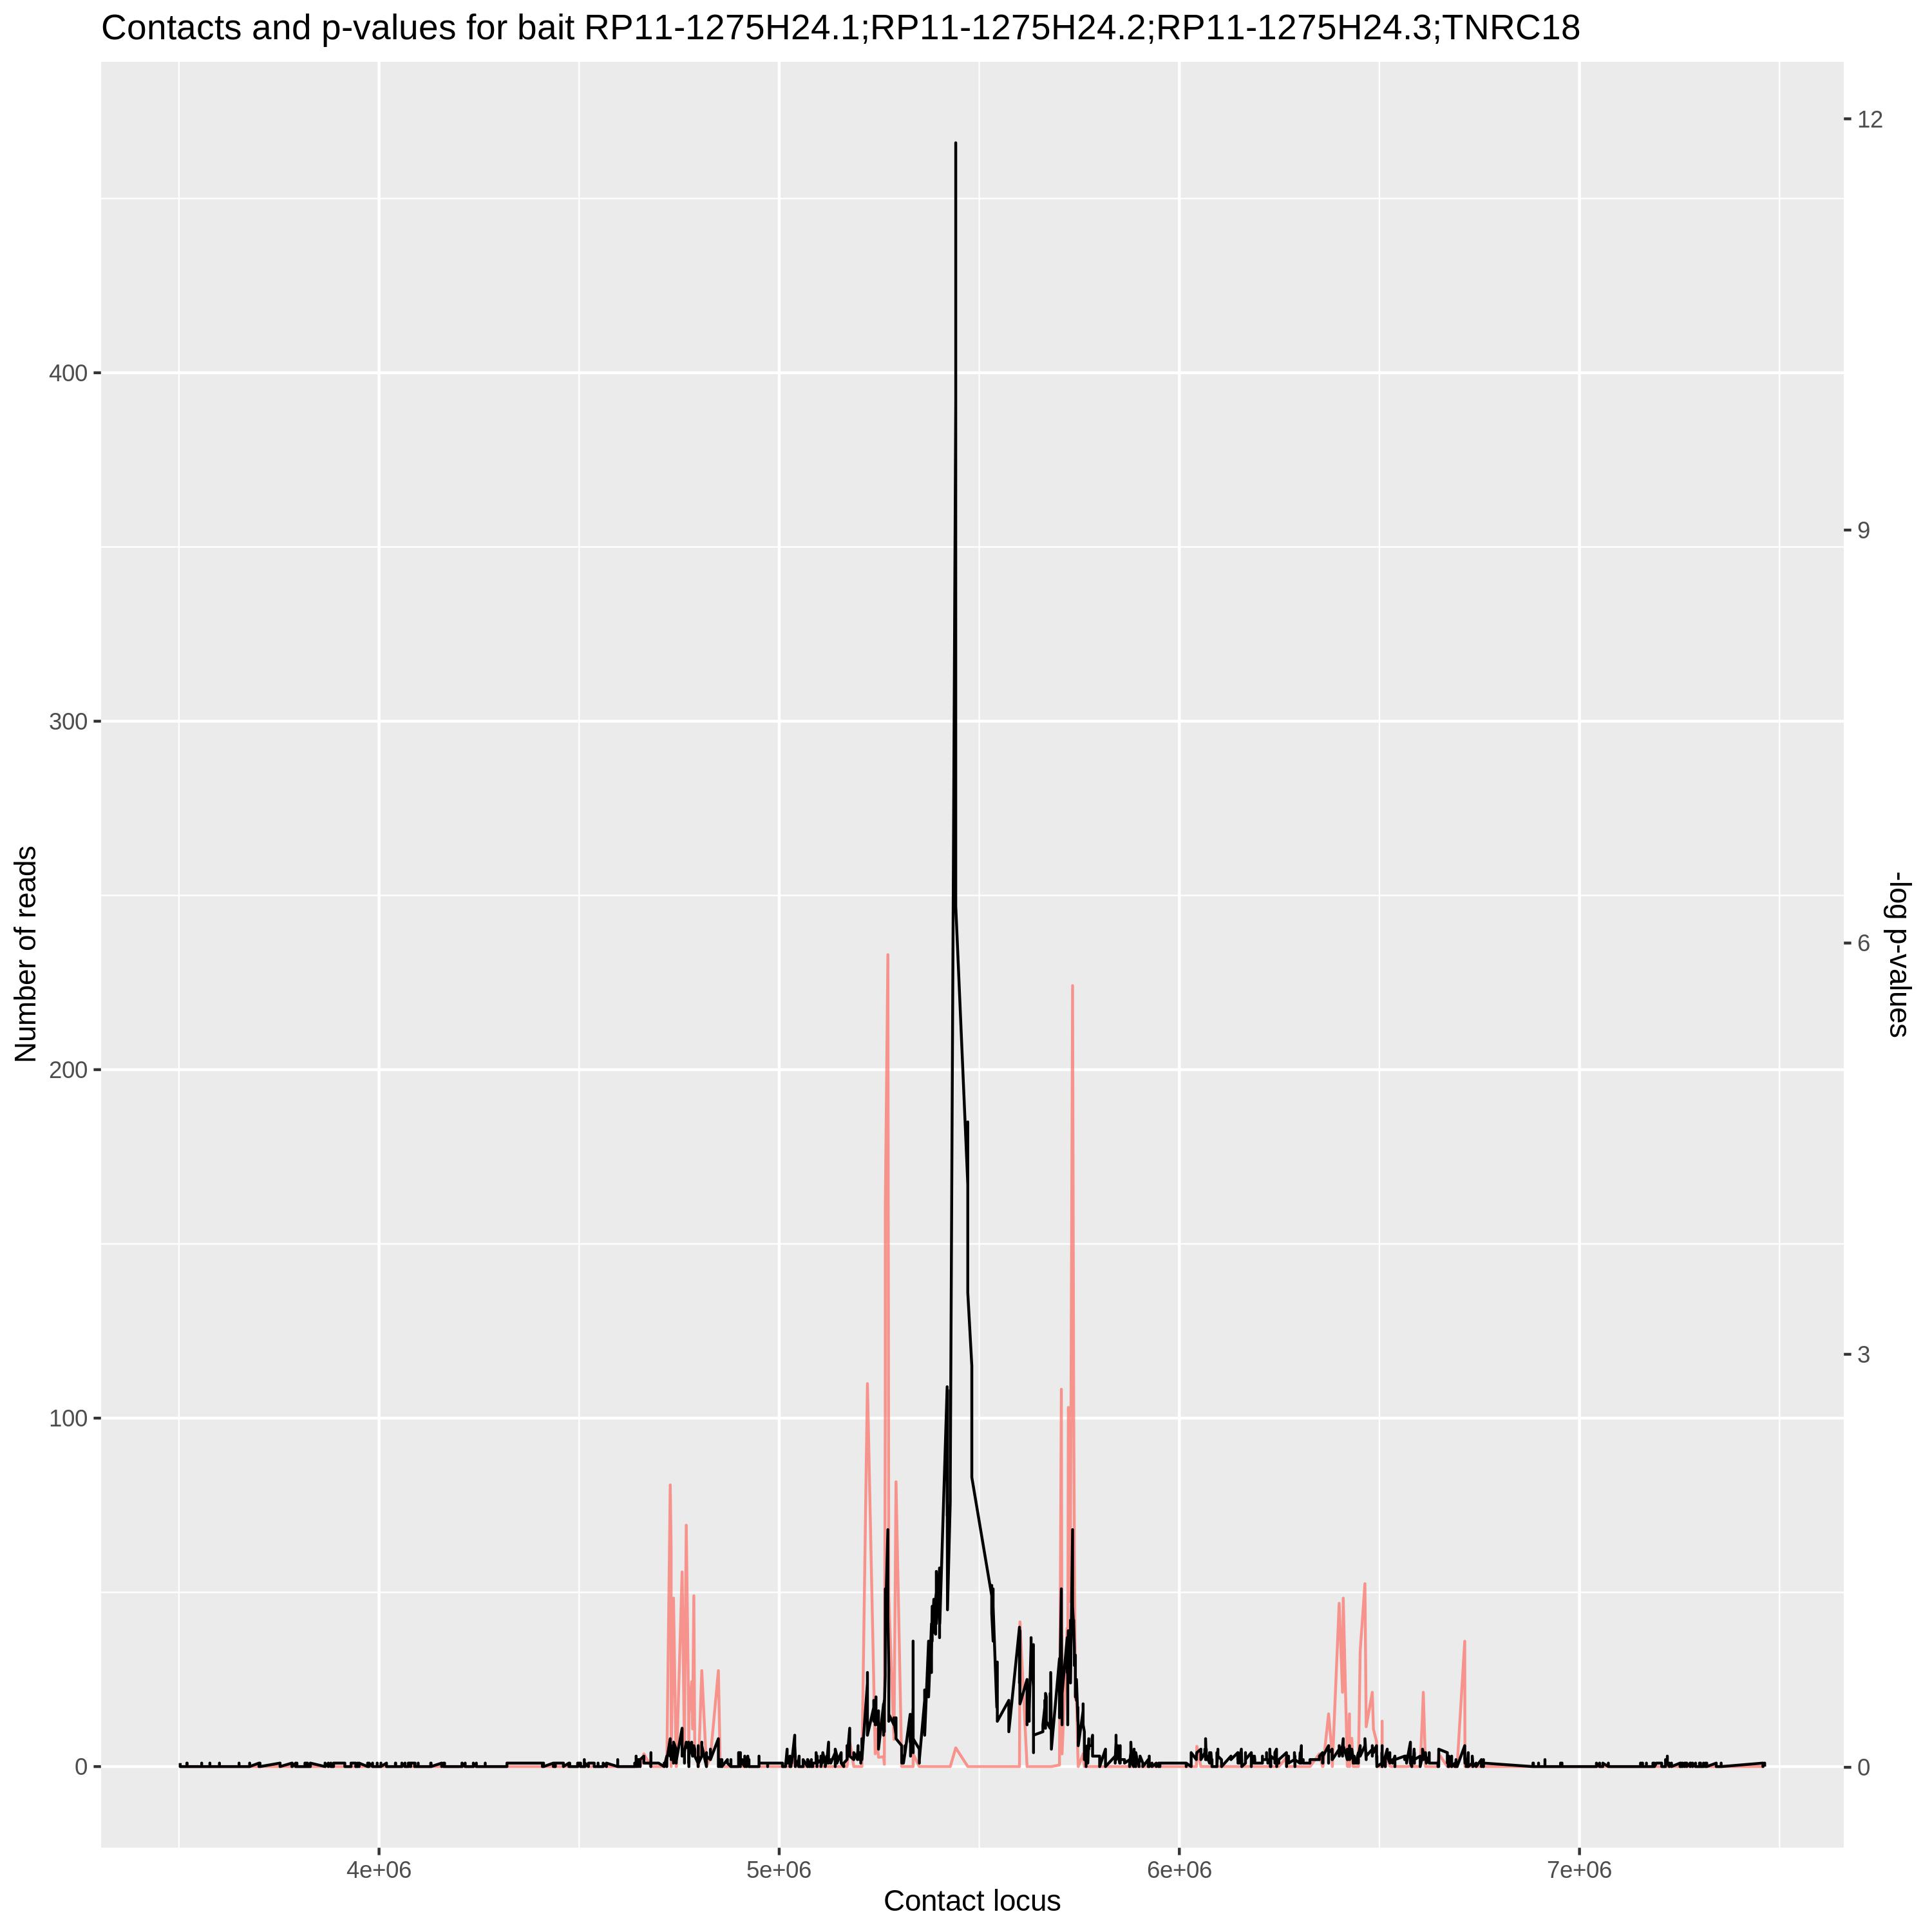 Contacts and p-values for bait RP11-1275H24.1;RP11-1275H24.2;RP11-1275H24.3;TNRC18
Number of reads
400
300
200
100
0
12
9
6
3
0
-log p-values
4e+06
5e+06
6e+06
7e+06
Contact locus